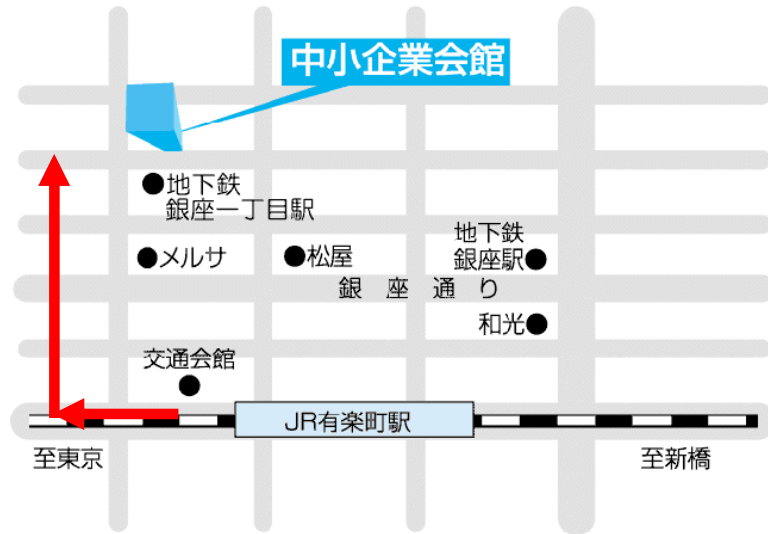 中小企業会館
地下鉄
銀座一丁目駅
メルサ
松屋
地下鉄
銀座駅
銀座通り
和光
交通会館
JR有楽町駅
至東京
至新橋